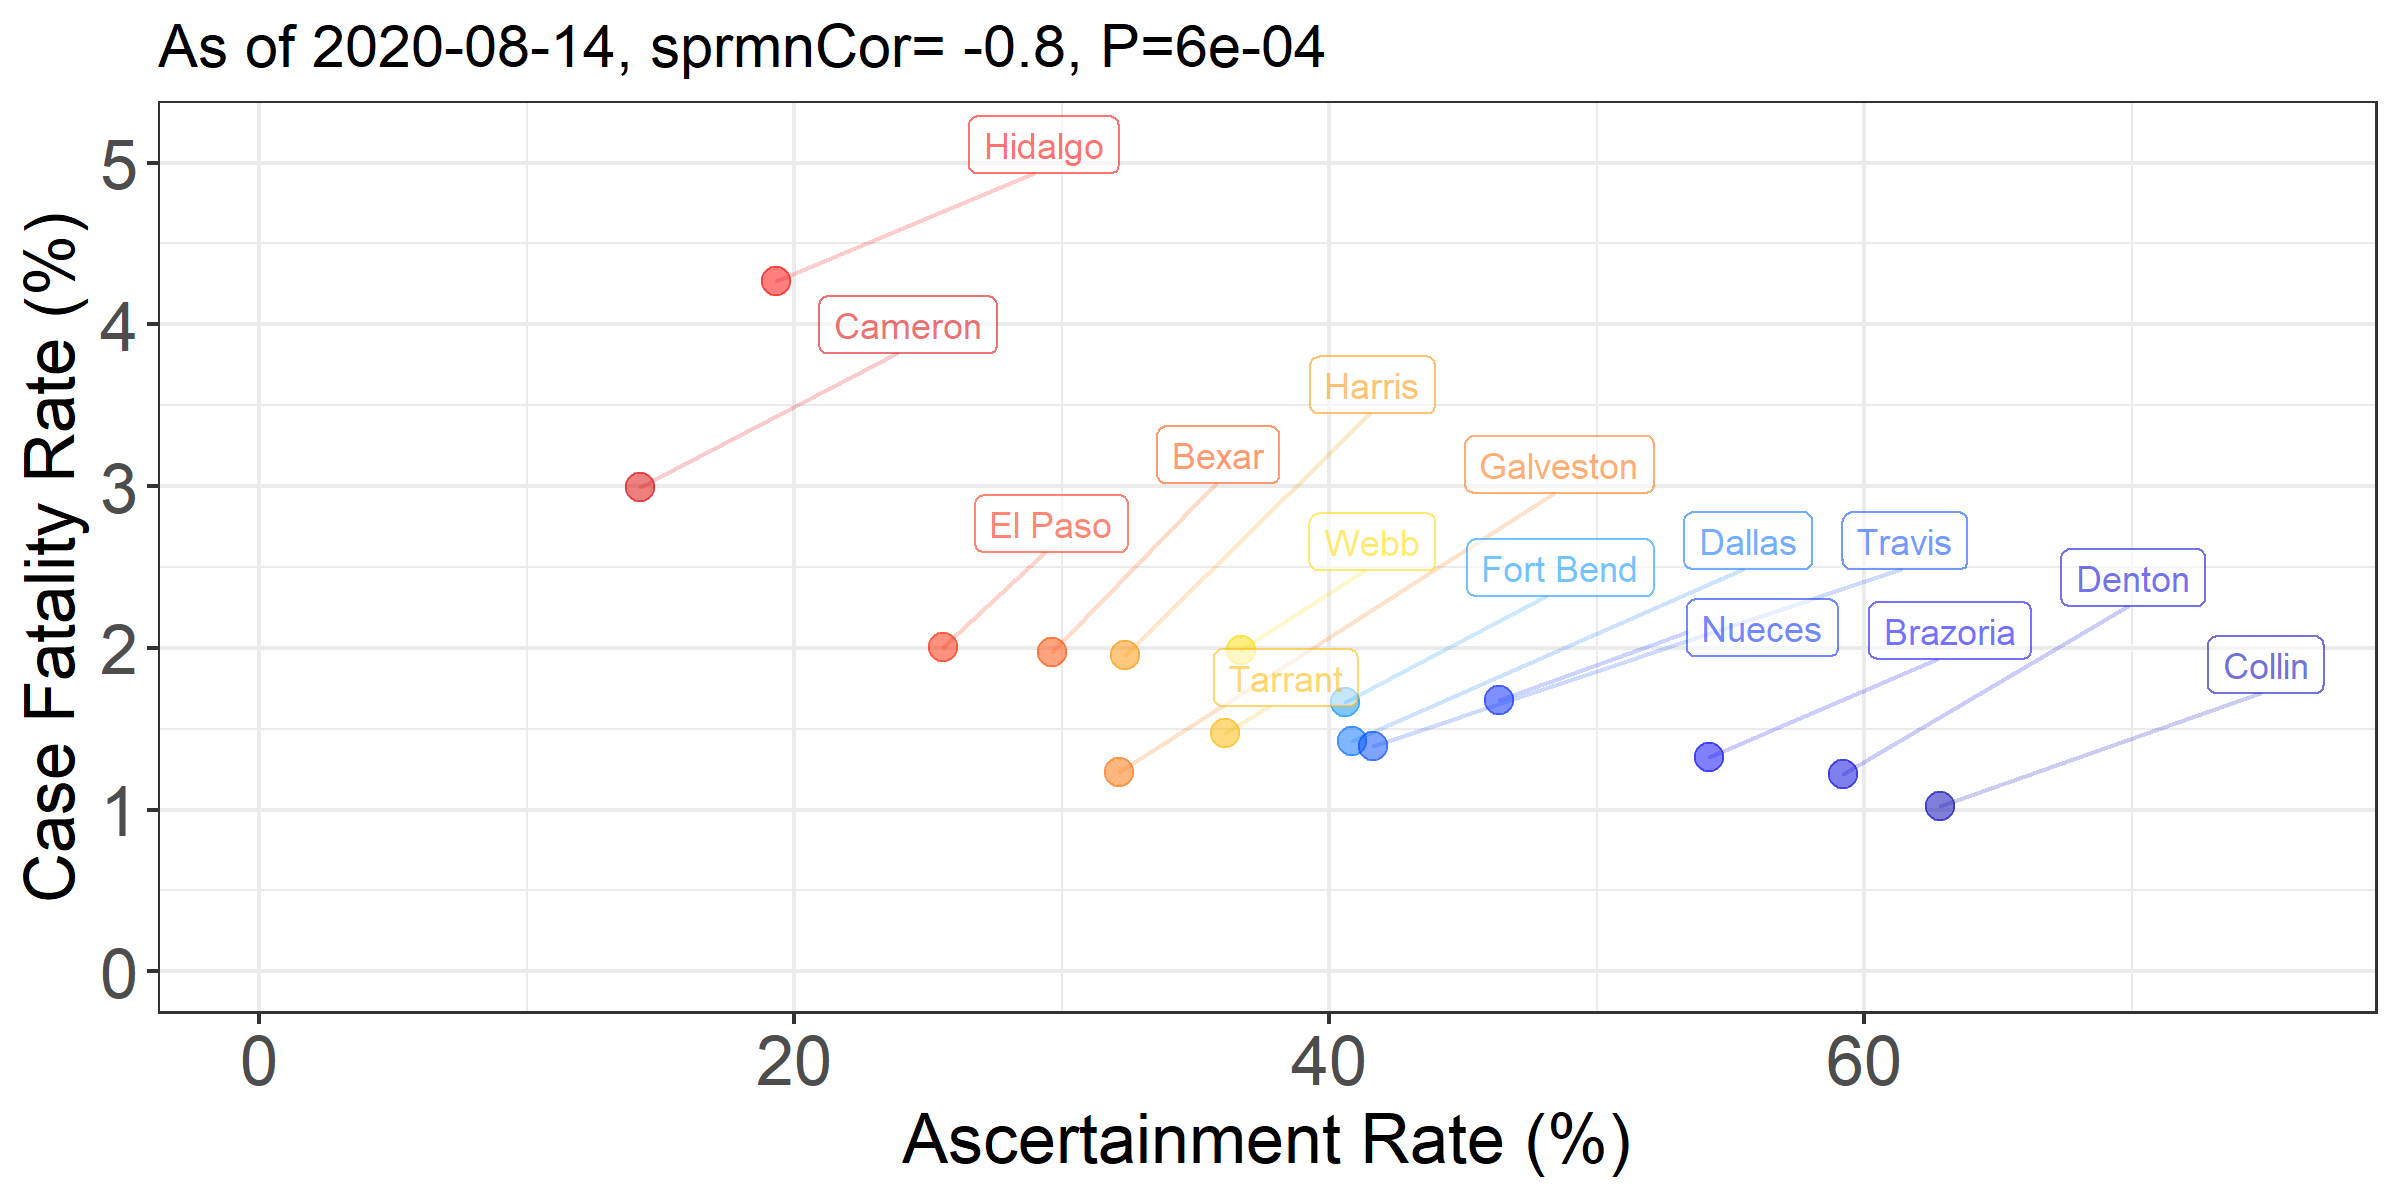 As of 2020-08-14, sprmnCor= -0.8, P=6e-04
Case Fatality Rate (%)
5
4
3
2
1
0
Hidalgo
Cameron
Harris
Bexar
Galveston
El Paso
Webb
Dallas
Travis
Fort Bend
Denton
Nueces
Brazoria
Collin
Tarrant
0 20 40 60
Ascertainment Rate (%)